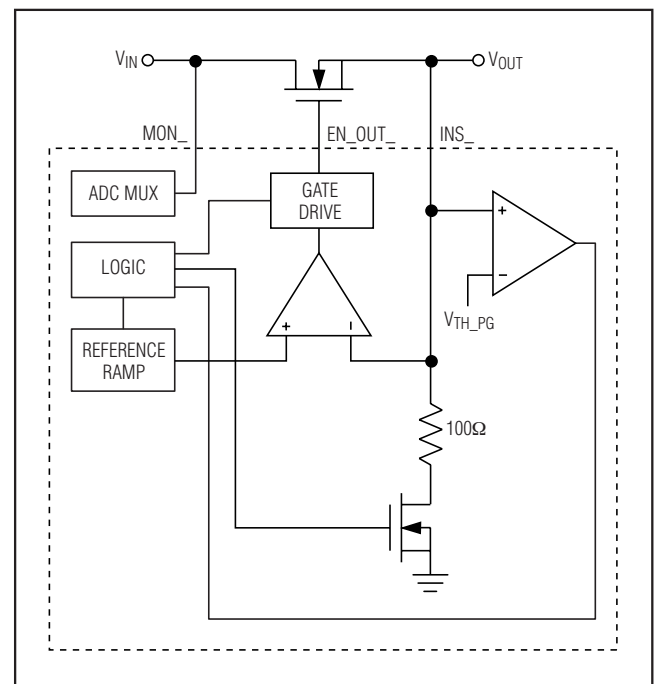 VIN
VOUT
MON_
EN_OUT_
INS_
ADC MUX
GATE
DRIVE
LOGIC
+
−
VTH_PG
REFERENCE
RAMP
+
−
100Ω